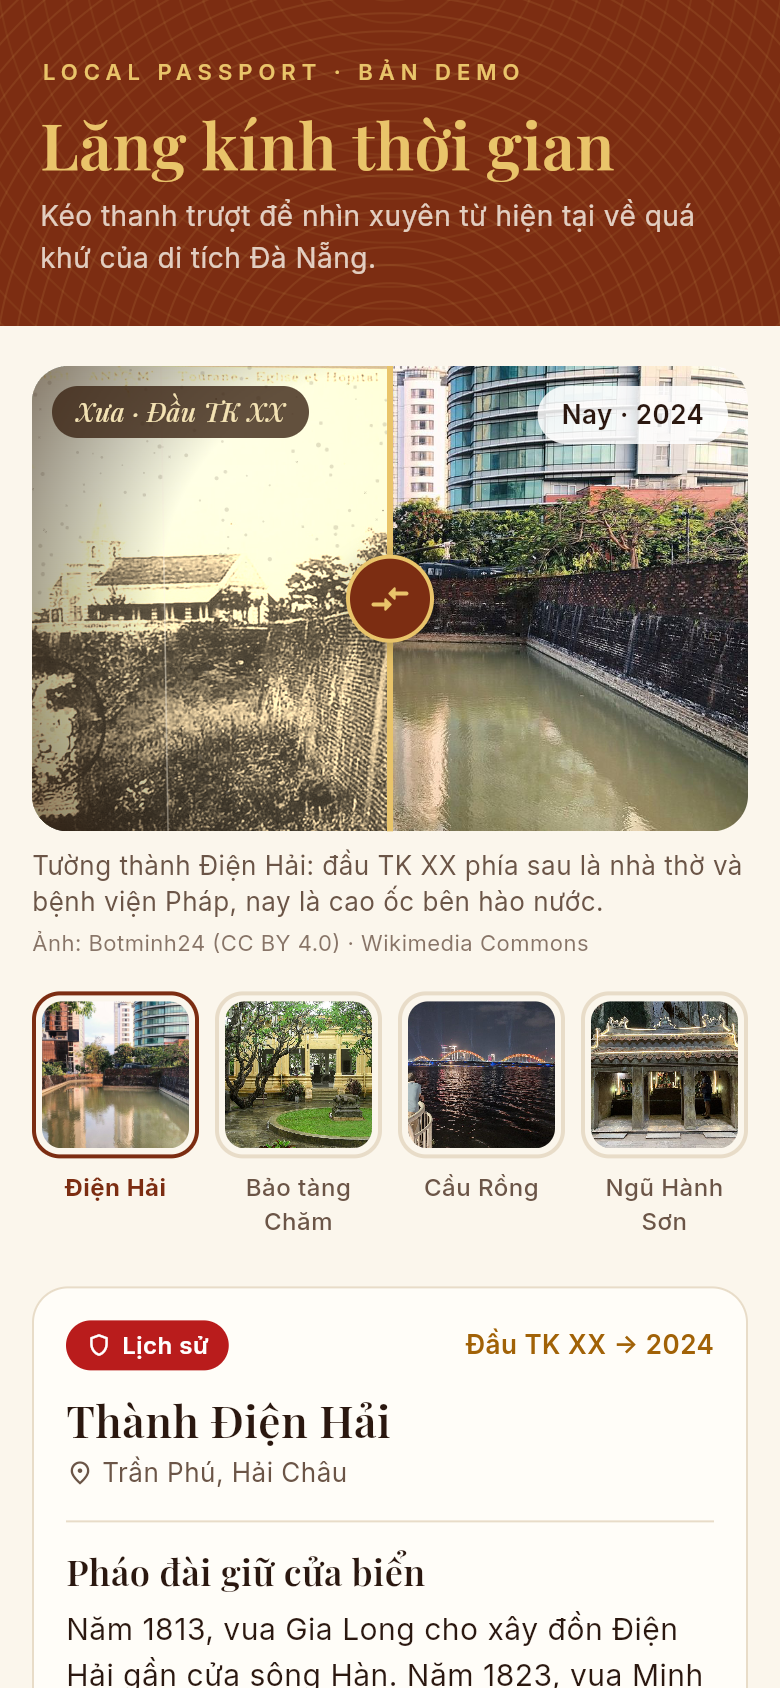 LOCAL PASSPORT · BẢN DEMO
Lăng kính thời gian
Kéo thanh trượt để nhìn xuyên từ hiện tại về quá
khứ của di tích Đà Nẵng.
Tourane - Eglise et Hopital
Xưa · Đầu TK XX
Nay · 2024
Tường thành Điện Hải: đầu TK XX phía sau là nhà thờ và
bệnh viện Pháp, nay là cao ốc bên hào nước.
Ảnh: Botminh24 (CC BY 4.0) · Wikimedia Commons
Điện Hải
Bảo tàng
Chăm
Cầu Rồng
Ngũ Hành
Sơn
Lịch sử
Đầu TK XX → 2024
Thành Điện Hải
Trần Phú, Hải Châu
Pháo đài giữ cửa biển
Năm 1813, vua Gia Long cho xây đồn Điện
Hải gần cửa sông Hàn. Năm 1823, vua Minh